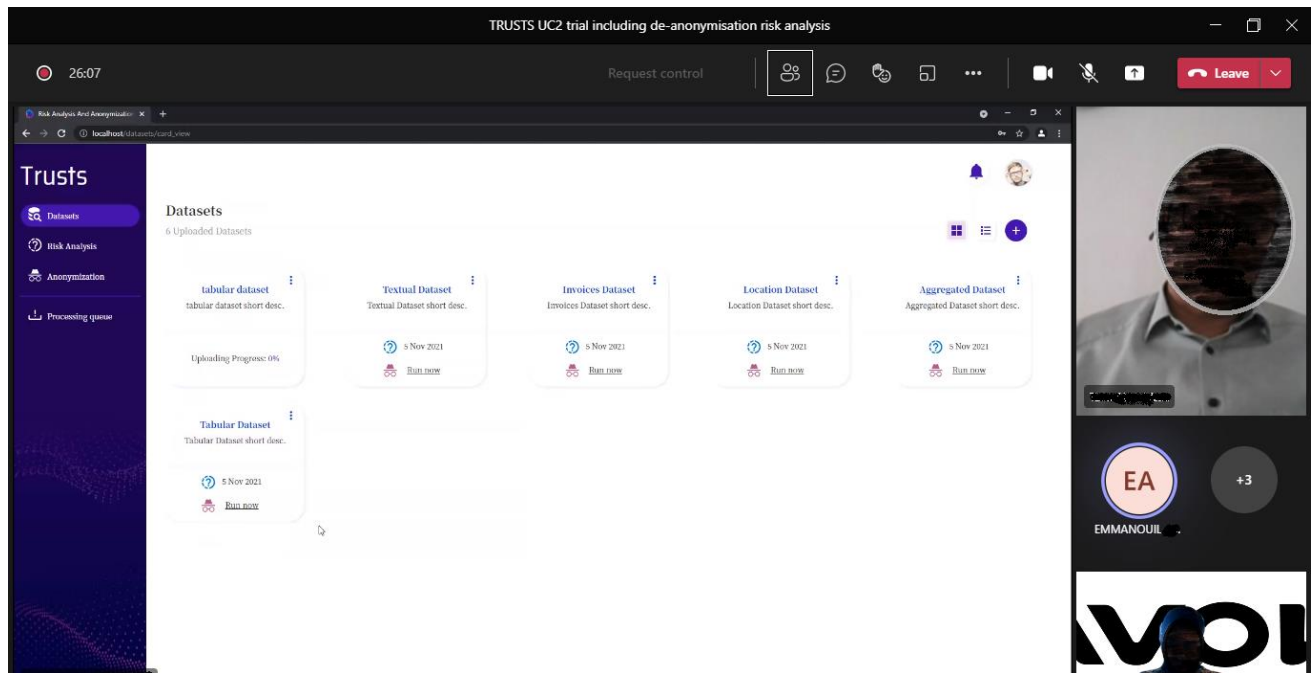 TRUSTS UC2 trial including de-anonymisation risk analysis
26:07
Request control
Leave
Risk Analysis And Anonymization
localhost/datasets/card_view
Trusts
Datasets
Risk Analysis
Anonymization
Processing queue
Datasets
6 Uploaded Datasets
tabular dataset
tabular dataset short desc.
Uploading Progress: 0%
Textual Dataset
Textual Dataset short desc.
5 Nov 2021
Run now
Invoices Dataset
Invoices Dataset short desc.
5 Nov 2021
Run now
Location Dataset
Location Dataset short desc.
5 Nov 2021
Run now
Aggregated Dataset
Aggregated Dataset short desc.
5 Nov 2021
Run now
Tabular Dataset
Tabular Dataset short desc.
5 Nov 2021
Run now
EA
+3
EMMANOUIL